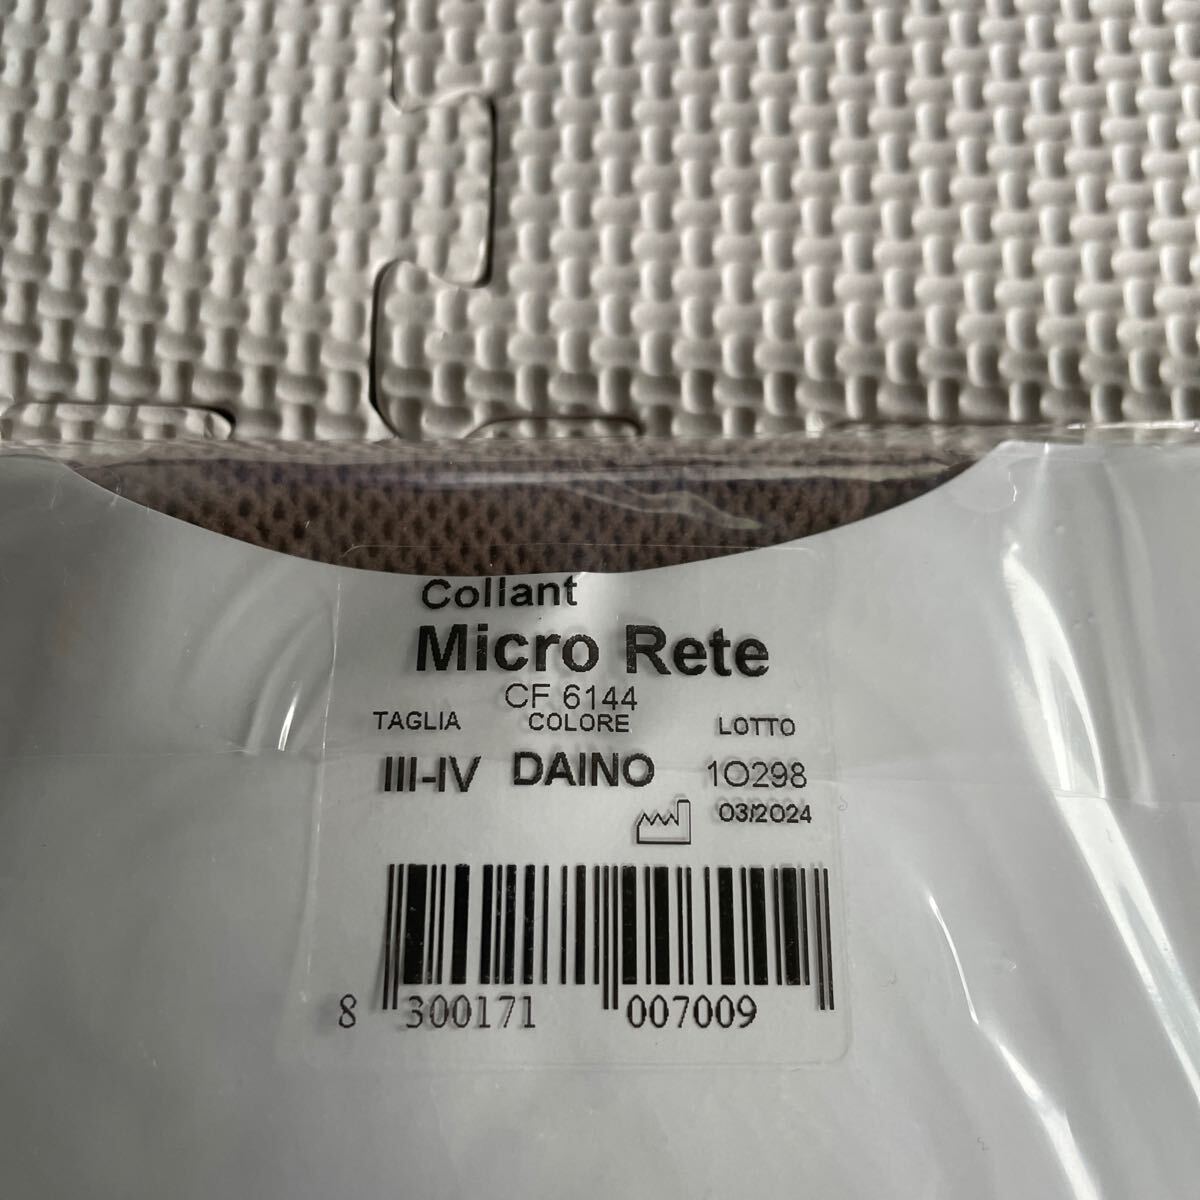 Collant
Micro Rete
CF 6144
TAGLIA COLORE LOTTO
III-IV DAINO 1O298
03/2024
8 300171 007009